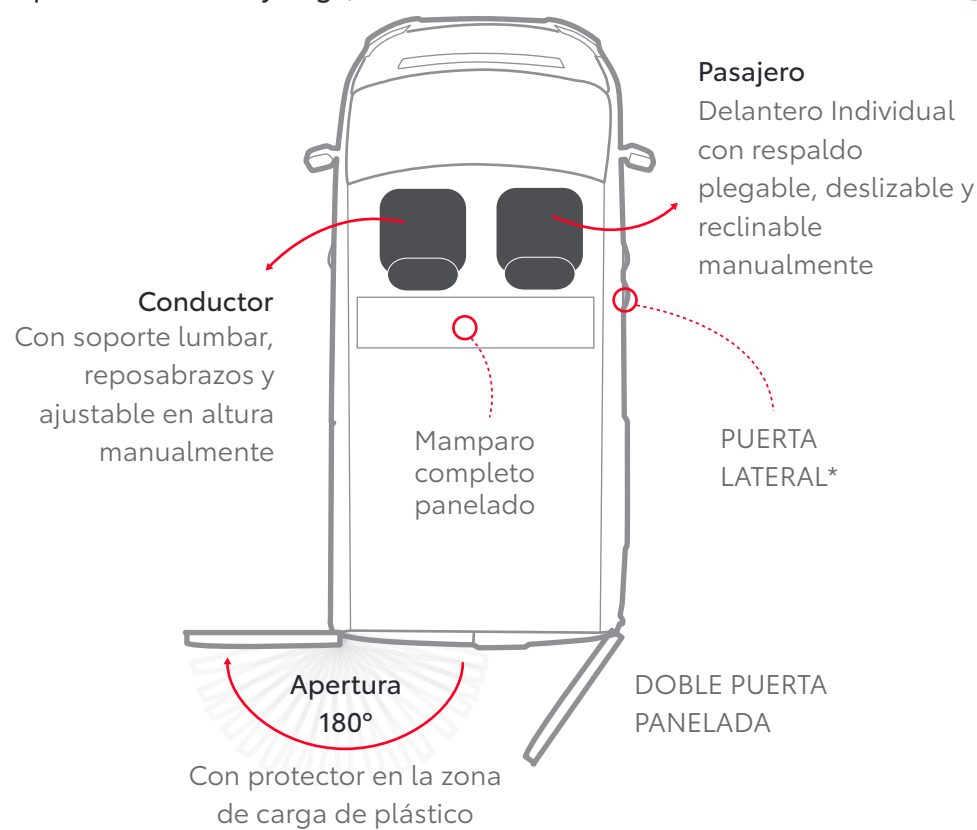 Pasajero
Delantero Individual
con respaldo
plegable, deslizable y
reclinable
manualmente
Conductor
Con soporte lumbar,
reposabrazos y
ajustable en altura
manualmente
Mamparo
completo
panelado
PUERTA
LATERAL*
Apertura
180°
DOBLE PUERTA
PANELADA
Con protector en la zona
de carga de plástico